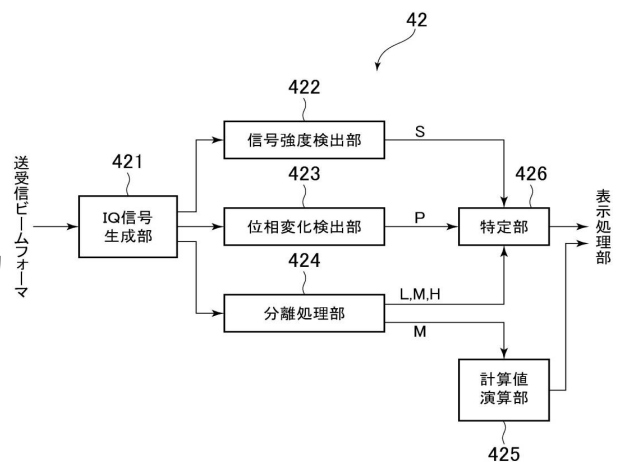 42
422
信号強度検出部
S
送受信ビームフォーマ
421
IQ信号
生成部
423
位相変化検出部
P
426
特定部
表示処理部
424
分離処理部
L,M,H
M
計算値
演算部
425